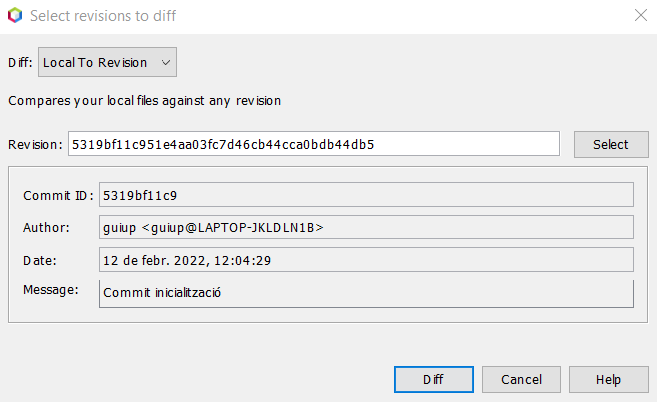 Select revisions to diff
Diff: Local To Revision
Compares your local files against any revision
Revision: 5319bf11c951e4aa03fc7d46cb44cca0bdb44db5 Select
Commit ID: 5319bf11c9
Author: guiup <guiup@LAPTOP-JKLDLN1B>
Date: 12 de febr. 2022, 12:04:29
Message: Commit inicialització
Diff Cancel Help